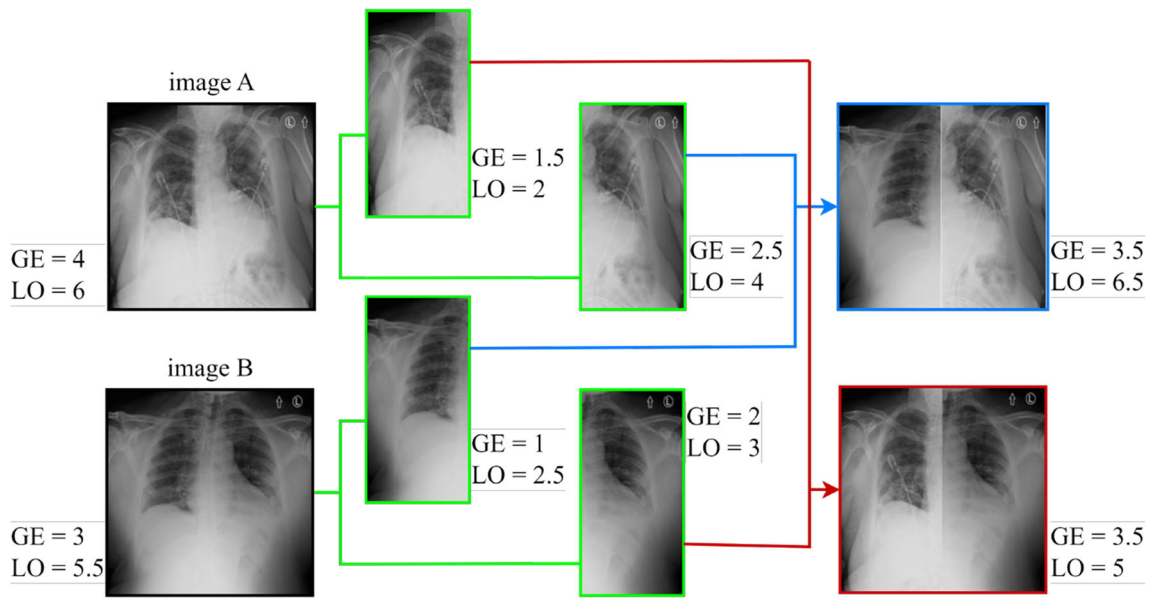 image A
Ⓛ ⇧
GE = 4
LO = 6
GE = 1.5
LO = 2
Ⓛ ⇧
GE = 2.5
LO = 4
Ⓛ ⇧
GE = 3.5
LO = 6.5
image B
⇧ Ⓛ
GE = 3
LO = 5.5
GE = 1
LO = 2.5
⇧ Ⓛ
GE = 2
LO = 3
⇧ Ⓛ
GE = 3.5
LO = 5